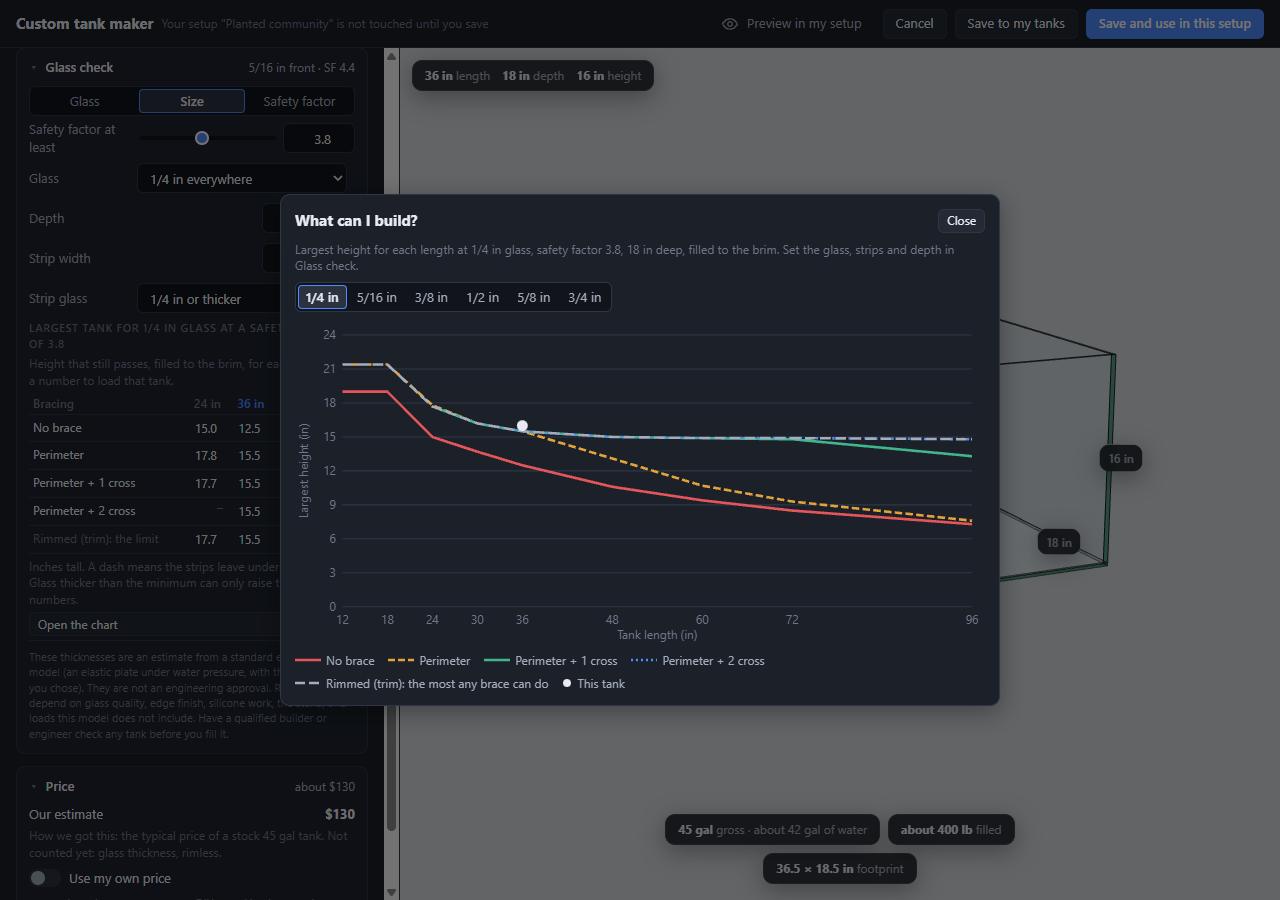 Custom tank maker Your setup "Planted community" is not touched until you save
Preview in my setup Cancel Save to my tanks Save and use in this setup
Glass check 5/16 in front · SF 4.4
Glass Size Safety factor
Safety factor at
least
3.8
Glass 1/4 in everywhere
Depth
Strip width
Strip glass 1/4 in or thicker
LARGEST TANK FOR 1/4 IN GLASS AT A
OF 3.8
Height that still passes, filled to the brim, for
a number to load that tank.
Bracing 24 in 36 in
No brace 15.0 12.5
Perimeter 17.8 15.5
Perimeter + 1 cross 17.7 15.5
Perimeter + 2 cross – 15.5
Rimmed (trim): the limit 17.7 15.5
Inches tall. A dash means the strips leave under
Glass thicker than the minimum can only raise
numbers.
Open the chart
These thicknesses are an estimate from a standard
model (an elastic plate under water pressure, with
you chose). They are not an engineering approval.
depend on glass quality, edge finish, silicone work,
loads this model does not include. Have a qualified builder or
engineer check any tank before you fill it.
Price about $130
Our estimate $130
How we got this: the typical price of a stock 45 gal tank. Not
counted yet: glass thickness, rimless.
Use my own price
36 in length 18 in depth 16 in height
What can I build? Close
Largest height for each length at 1/4 in glass, safety factor 3.8, 18 in deep, filled to the brim. Set the glass, strips and depth in
Glass check.
1/4 in 5/16 in 3/8 in 1/2 in 5/8 in 3/4 in
Largest height (in)
24
21
18
15
12
9
6
3
0
12 18 24 30 36 48 60 72 96
Tank length (in)
No brace Perimeter Perimeter + 1 cross Perimeter + 2 cross
Rimmed (trim): the most any brace can do This tank
16 in
18 in
45 gal gross · about 42 gal of water about 400 lb filled
36.5 × 18.5 in footprint